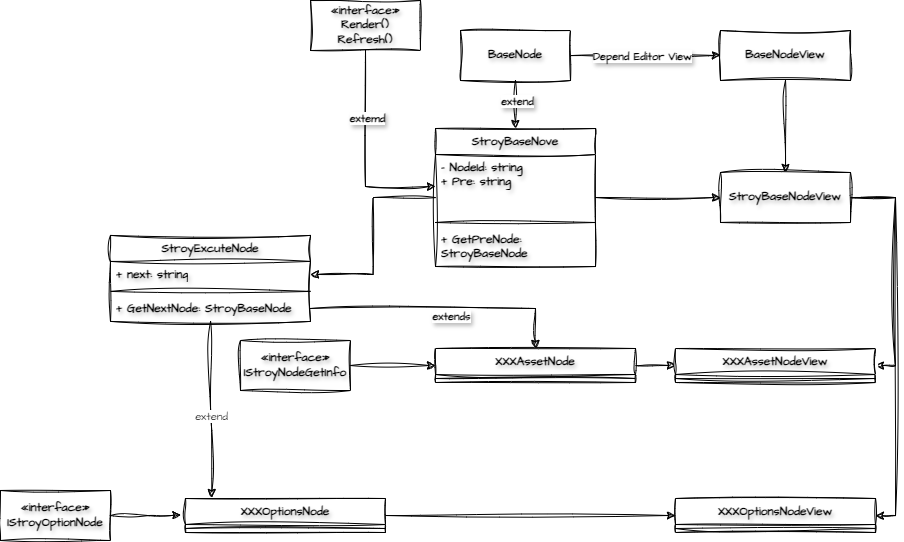 «interface»
Render()
Refresh()
BaseNode
Depend Editor View
BaseNodeView
extend
externd
StroyBaseNove
- NodeId: string
+ Pre: string
StroyBaseNodeView
+ GetPreNode:
StroyBaseNode
StroyExcuteNode
+ next: string
+ GetNextNode: StroyBaseNode
extends
«interface»
IStroyNodeGetInfo
XXXAssetNode
XXXAssetNodeView
extend
«interface»
IStroyOptionNode
XXXOptionsNode
XXXOptionsNodeView